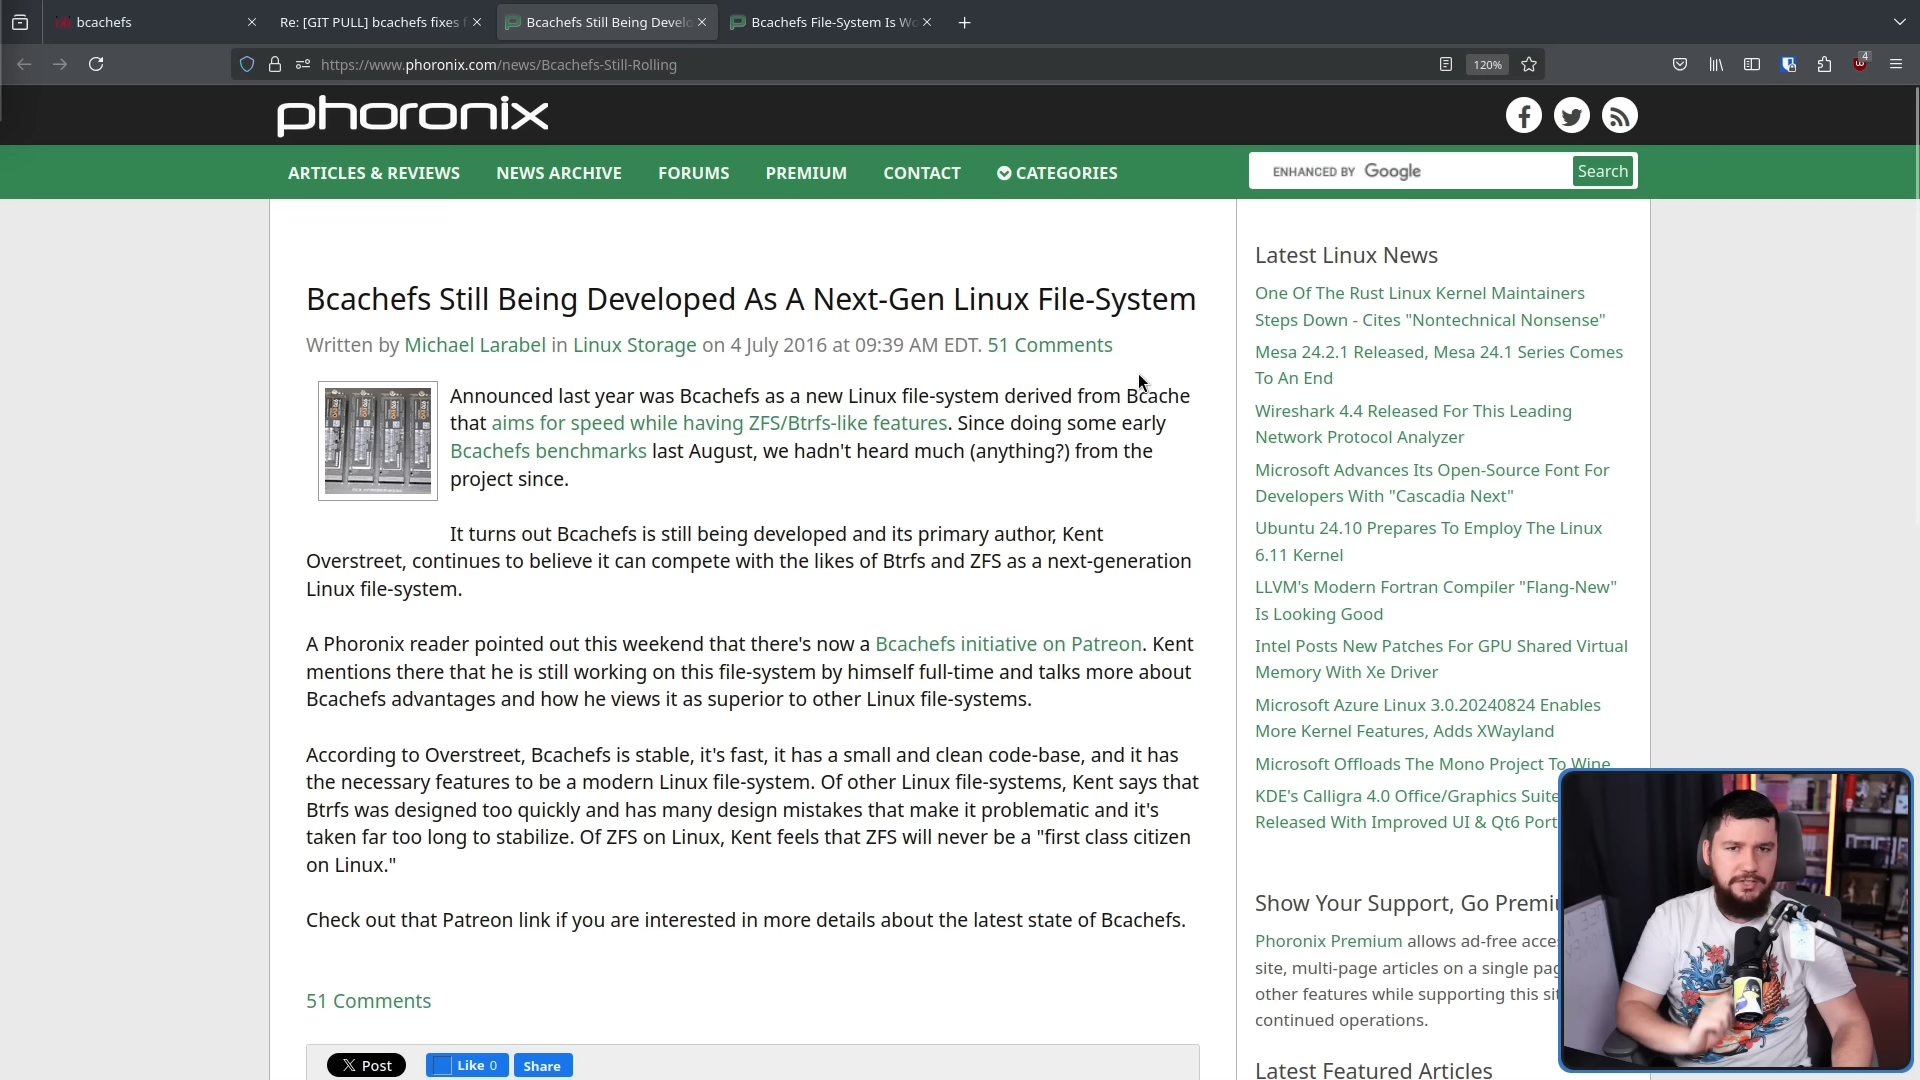 bcachefs
Re: [GIT PULL] bcachefs fixes f
Bcachefs Still Being Develo
Bcachefs File-System Is Wo
https://www.phoronix.com/news/Bcachefs-Still-Rolling
120%
4
phoronix
ARTICLES & REVIEWS
NEWS ARCHIVE
FORUMS
PREMIUM
CONTACT
CATEGORIES
ENHANCED BY Google
Search
Bcachefs Still Being Developed As A Next-Gen Linux File-System
Written by Michael Larabel in Linux Storage on 4 July 2016 at 09:39 AM EDT. 51 Comments
Announced last year was Bcachefs as a new Linux file-system derived from Bcache
that aims for speed while having ZFS/Btrfs-like features. Since doing some early
Bcachefs benchmarks last August, we hadn't heard much (anything?) from the
project since.
It turns out Bcachefs is still being developed and its primary author, Kent
Overstreet, continues to believe it can compete with the likes of Btrfs and ZFS as a next-generation
Linux file-system.
A Phoronix reader pointed out this weekend that there's now a Bcachefs initiative on Patreon. Kent
mentions there that he is still working on this file-system by himself full-time and talks more about
Bcachefs advantages and how he views it as superior to other Linux file-systems.
According to Overstreet, Bcachefs is stable, it's fast, it has a small and clean code-base, and it has
the necessary features to be a modern Linux file-system. Of other Linux file-systems, Kent says that
Btrfs was designed too quickly and has many design mistakes that make it problematic and it's
taken far too long to stabilize. Of ZFS on Linux, Kent feels that ZFS will never be a "first class citizen
on Linux."
Check out that Patreon link if you are interested in more details about the latest state of Bcachefs.
51 Comments
X Post
Like 0
Share
Latest Linux News
One Of The Rust Linux Kernel Maintainers
Steps Down - Cites "Nontechnical Nonsense"
Mesa 24.2.1 Released, Mesa 24.1 Series Comes
To An End
Wireshark 4.4 Released For This Leading
Network Protocol Analyzer
Microsoft Advances Its Open-Source Font For
Developers With "Cascadia Next"
Ubuntu 24.10 Prepares To Employ The Linux
6.11 Kernel
LLVM's Modern Fortran Compiler "Flang-New"
Is Looking Good
Intel Posts New Patches For GPU Shared Virtual
Memory With Xe Driver
Microsoft Azure Linux 3.0.20240824 Enables
More Kernel Features, Adds XWayland
Microsoft Offloads The Mono Project To Wine
KDE's Calligra 4.0 Office/Graphics Suite
Released With Improved UI & Qt6 Port
Show Your Support, Go Premiu
Phoronix Premium allows ad-free acce
site, multi-page articles on a single pag
other features while supporting this sit
continued operations.
Latest Featured Articles